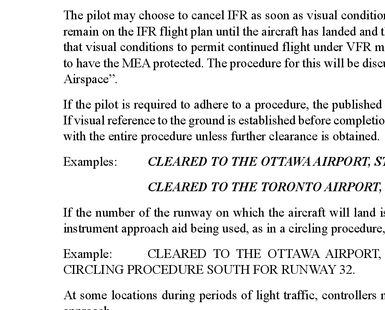 The pilot may choose to cancel IFR as soon as visual
remain on the IFR flight plan until the aircraft has landed and
that visual conditions to permit continued flight under VFR
to have the MEA protected. The procedure for this will be
Airspace”.
If the pilot is required to adhere to a procedure, the published
If visual reference to the ground is established before
with the entire procedure unless further clearance is obtained.
Examples: CLEARED TO THE OTTAWA AIRPORT,
CLEARED TO THE TORONTO AIRPORT,
If the number of the runway on which the aircraft will land is
instrument approach aid being used, as in a circling procedure,
Example: CLEARED TO THE OTTAWA AIRPORT,
CIRCLING PROCEDURE SOUTH FOR RUNWAY 32.
At some locations during periods of light traffic, controllers